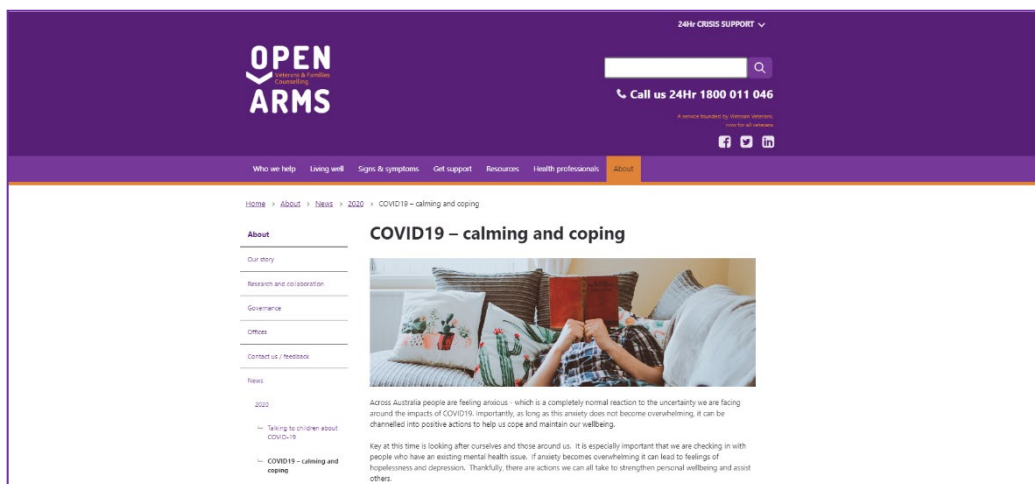 24Hr CRISIS SUPPORT
OPEN
Veterans & Families
Counselling
ARMS
Call us 24Hr 1800 011 046
A service founded by Vietnam Veterans,
now for all veterans
Who we help Living well Signs & symptoms Get support Resources Health professionals About
Home > About > News > 2020 > COVID19 – calming and coping
About
Our story
Research and collaboration
Governance
Offices
Contact us / feedback
News
2020
Talking to children about
COVID-19
COVID19 – calming and
coping
COVID19 – calming and coping
Across Australia people are feeling anxious - which is a completely normal reaction to the uncertainty we are facing
around the impacts of COVID19. Importantly, as long as this anxiety does not become overwhelming, it can be
channelled into positive actions to help us cope and maintain our wellbeing.
Key at this time is looking after ourselves and those around us. It is especially important that we are checking in with
people who have an existing mental health issue. If anxiety becomes overwhelming it can lead to feelings of
hopelessness and depression. Thankfully, there are actions we can all take to strengthen personal wellbeing and assist
others.